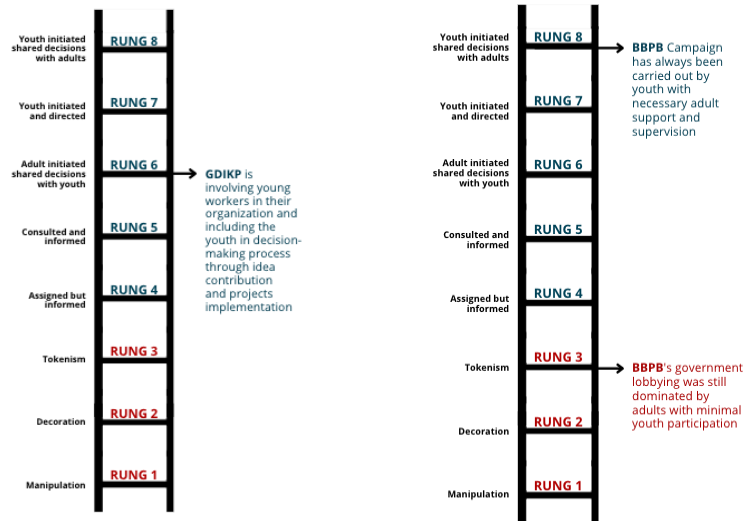 Youth initiated
shared decisions
with adults
RUNG 8
Youth initiated
and directed
RUNG 7
Adult initiated
shared decisions
with youth
RUNG 6
GDIKP is
involving young
workers in their
organization and
including the
youth in decision-
making process
through idea
contribution
and projects
implementation
Consulted and
informed
RUNG 5
Assigned but
informed
RUNG 4
Tokenism
RUNG 3
Decoration
RUNG 2
Manipulation
RUNG 1
Youth initiated
shared decisions
with adults
RUNG 8
BBPB Campaign
has always been
carried out by
youth with
necessary adult
support and
supervision
Youth initiated
and directed
RUNG 7
Adult initiated
shared decisions
with youth
RUNG 6
Consulted and
informed
RUNG 5
Assigned but
informed
RUNG 4
Tokenism
RUNG 3
BBPB's government
lobbying was still
dominated by
adults with minimal
youth participation
Decoration
RUNG 2
Manipulation
RUNG 1